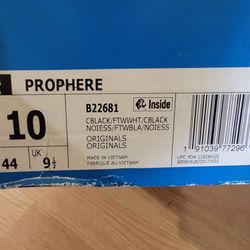 PROPHERE
B22681
Inside
10
CBLACK/FTWWHT/CBLACK
NOIESS/FTWBLA/NOIESS
ORIGINALS
ORIGINALS
UK
44
9½
MADE IN VIETNAM
FABRIQUÉ AU VIETNAM
1 91039 77296